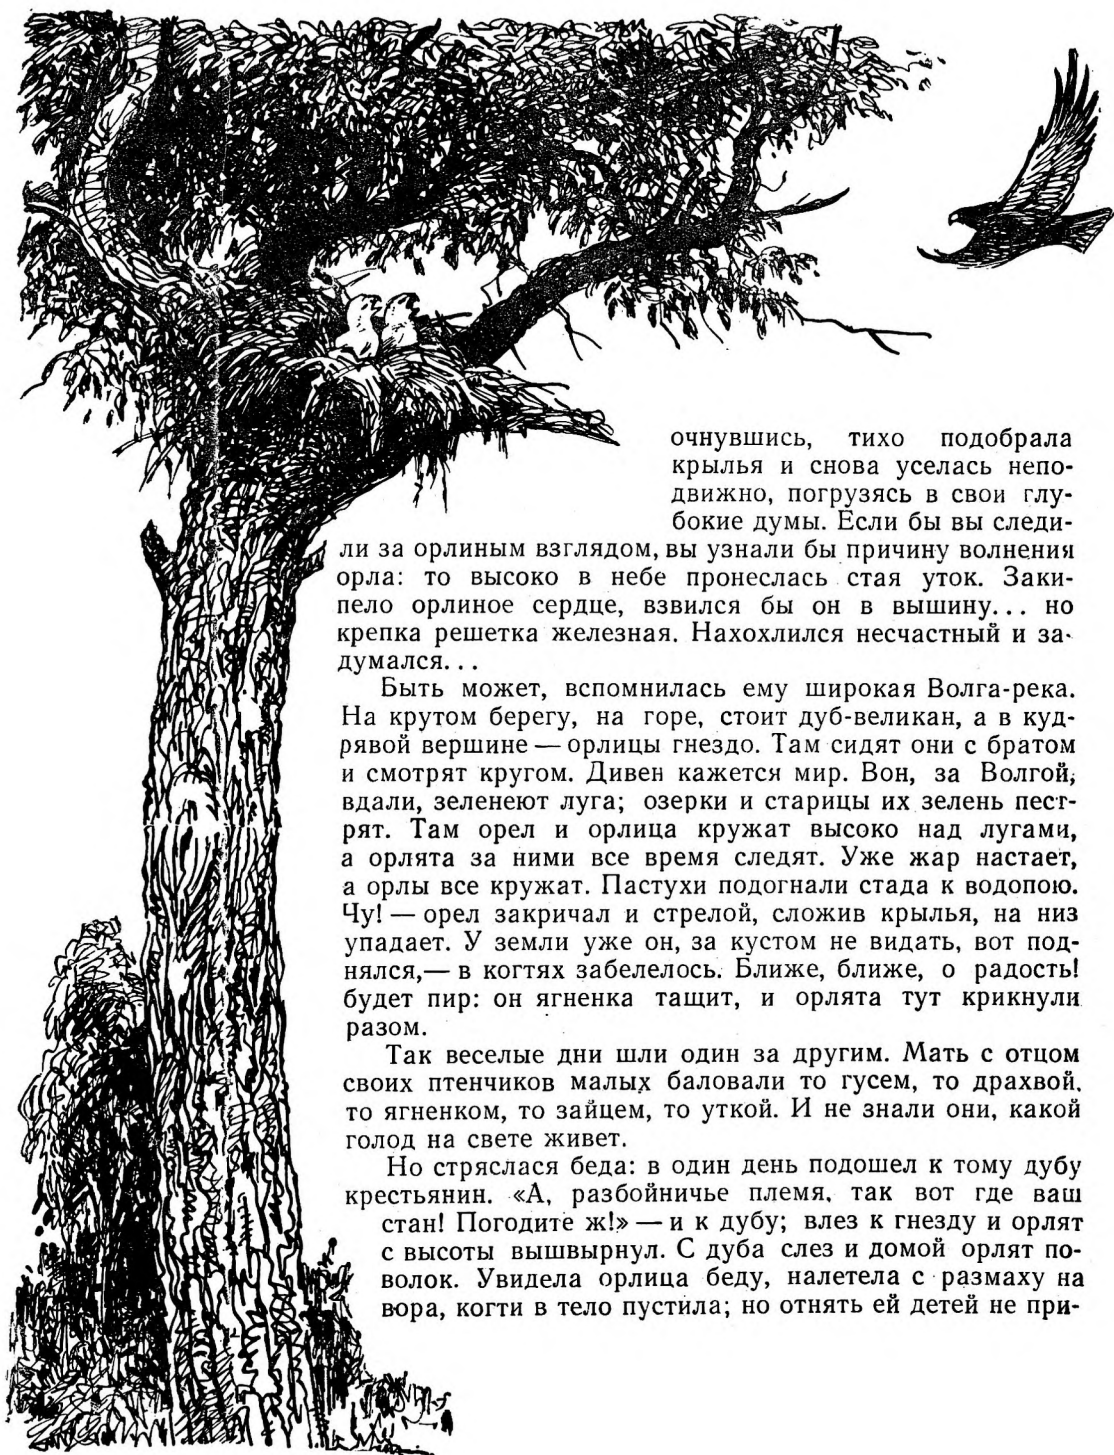 очнувшись, тихо подобрала
крылья и снова уселась непо-
движно, погрузясь в свои глу-
бокие думы. Если бы вы следи-
ли за орлиным взглядом, вы узнали бы причину волнения
орла: то высоко в небе пронеслась стая уток. Заки-
пело орлиное сердце, взвился бы он в вышину... но
крепка решетка железная. Нахохлился несчастный и за-
думался...
Быть может, вспомнилась ему широкая Волга-река.
На крутом берегу, на горе, стоит дуб-великан, а в куд-
рявой вершине — орлицы гнездо. Там сидят они с братом
и смотрят кругом. Дивен кажется мир. Вон, за Волгой,
вдали, зеленеют луга; озерки и старицы их зелень пест-
рят. Там орел и орлица кружат высоко над лугами,
а орлята за ними все время следят. Уже жар настает,
а орлы все кружат. Пастухи подогнали стада к водопою.
Чу! — орел закричал и стрелой, сложив крылья, на низ
упадает. У земли уже он, за кустом не видать, вот под-
нялся,— в когтях забелелось. Ближе, ближе, о радость!
будет пир: он ягненка тащит, и орлята тут крикнули
разом.
Так веселые дни шли один за другим. Мать с отцом
своих птенчиков малых баловали то гусем, то драхвой,
то ягненком, то зайцем, то уткой. И не знали они, какой
голод на свете живет.
Но стряслася беда: в один день подошел к тому дубу
крестьянин. «А, разбойничье племя, так вот где ваш
стан! Погодите ж!» — и к дубу; влез к гнезду и орлят
с высоты вышвырнул. С дуба слез и домой орлят по-
волок. Увидела орлица беду, налетела с размаху на
вора, когти в тело пустила; но отнять ей детей не при-